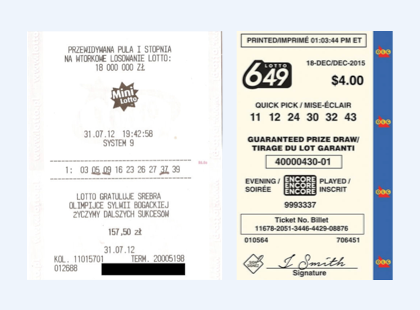 PRZEWIDYWANA PULA I STOPNIA
NA WTORKOWE LOSOWANIE LOTTO:
18 000 000 ZŁ
Mini
Lotto
31.07.12 19:42:58
SYSTEM 9
1: 03 05 09 16 23 26 27 37 39
LOTTO GRATULUJE SREBRA
OLIMPIJCE SYLWII BOGACKIEJ
ŻYCZYMY DALSZYCH SUKCESÓW
157,50 zł
31.07.12
KOL. 11015701 TERM. 20005198
012688
PRINTED/IMPRIMÉ 01:03:44 PM ET
LOTTO
649
18-DEC/DEC-2015
$4.00
QUICK PICK / MISE-ÉCLAIR
11 12 24 30 32 43
GUARANTEED PRIZE DRAW/
TIRAGE DU LOT GARANTI
40000430-01
EVENING / SOIRÉE
ENCORE
ENCORE
ENCORE
PLAYED / INSCRIT
9993337
Ticket No. Billet
11678-2051-3446-4429-08876
010564 706451
J Smith
Signature